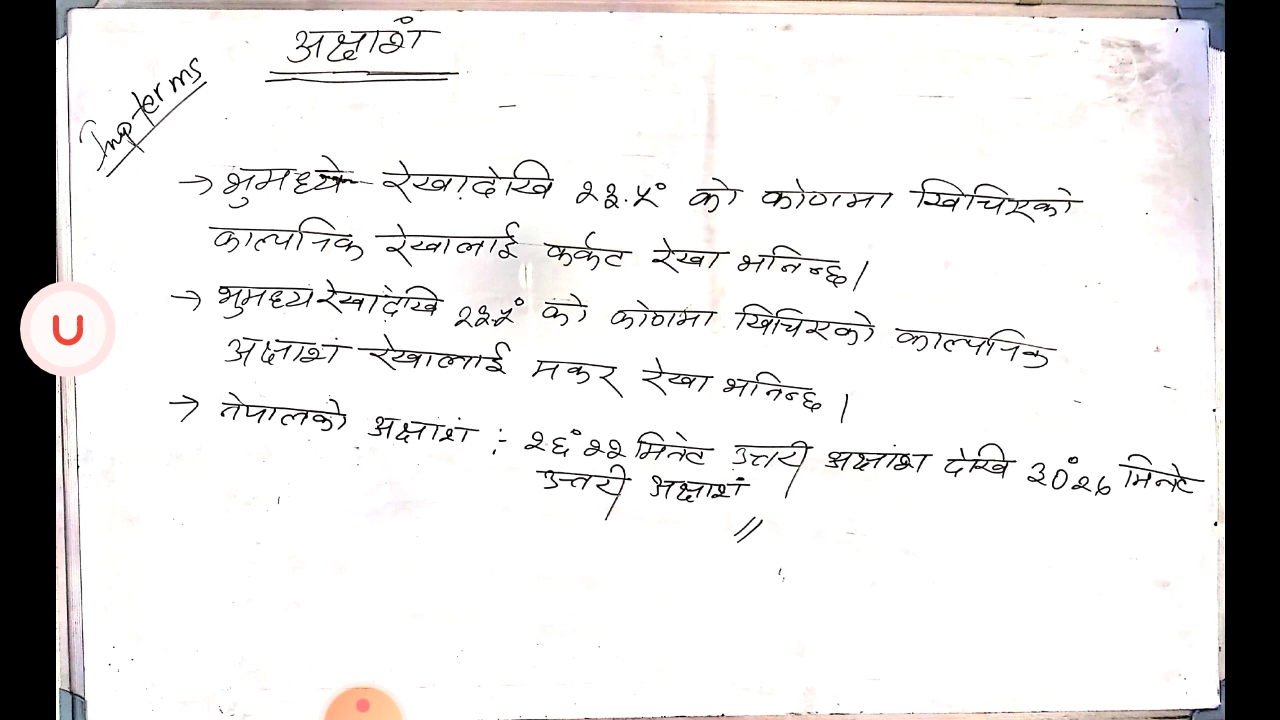 अक्षाशं
Imp terms
→ भुमध्ये रेखादेखि २३.५° को कोणमा खिचिएको
काल्पनिक रेखालाई कर्कट रेखा भनिन्छ।
→ भुमध्य रेखादेखि २३.५° को कोणमा खिचिएको काल्पनिक
अक्षाशं रेखालाई मकर रेखा भनिन्छ।
→ नेपालको अक्षाशं : २६° २२ मिनेट उत्तरी अक्षांश देखि ३०° २७ मिनेट
उत्तरी अक्षाशं। //
U